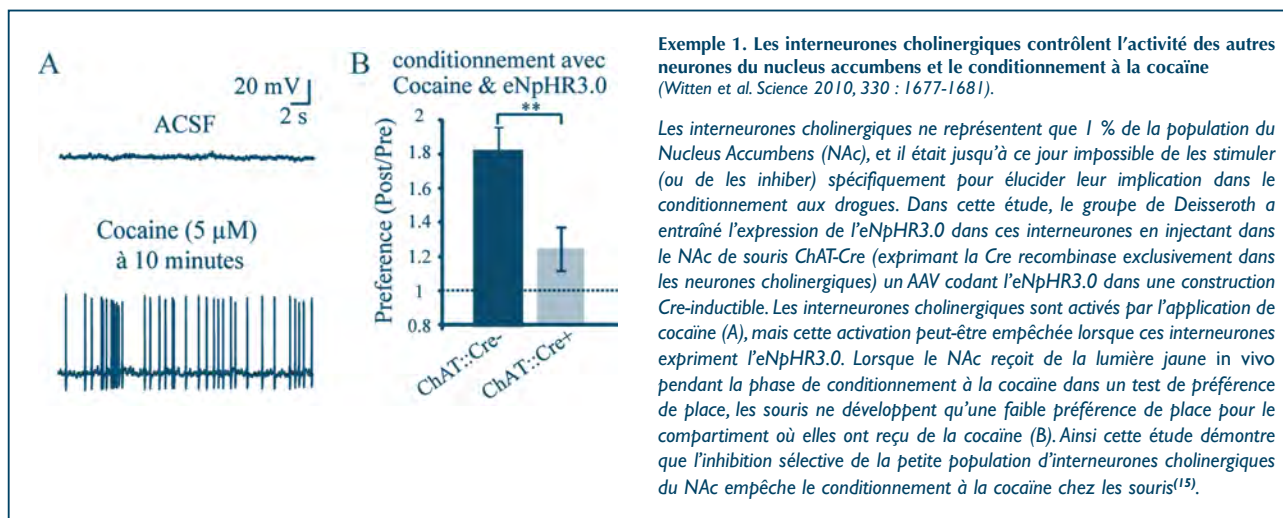 A
20 mV
2 s
ACSF
Cocaine (5 µM)
à 10 minutes
B
conditionnement avec
Cocaine & eNpHR3.0
**
Preference (Post/Pre)
2
1.8
1.6
1.4
1.2
1
0.8
ChAT::Cre-
ChAT::Cre+
Exemple 1. Les interneurones cholinergiques contrôlent l'activité des autres
neurones du nucleus accumbens et le conditionnement à la cocaïne
(Witten et al. Science 2010, 330 : 1677-1681).
Les interneurones cholinergiques ne représentent que 1 % de la population du
Nucleus Accumbens (NAc), et il était jusqu'à ce jour impossible de les stimuler
(ou de les inhiber) spécifiquement pour élucider leur implication dans le
conditionnement aux drogues. Dans cette étude, le groupe de Deisseroth a
entraîné l'expression de l'eNpHR3.0 dans ces interneurones en injectant dans
le NAc de souris ChAT-Cre (exprimant la Cre recombinase exclusivement dans
les neurones cholinergiques) un AAV codant l'eNpHR3.0 dans une construction
Cre-inductible. Les interneurones cholinergiques sont activés par l'application de
cocaïne (A), mais cette activation peut-être empêchée lorsque ces interneurones
expriment l'eNpHR3.0. Lorsque le NAc reçoit de la lumière jaune in vivo
pendant la phase de conditionnement à la cocaïne dans un test de préférence
de place, les souris ne développent qu'une faible préférence de place pour le
compartiment où elles ont reçu de la cocaïne (B). Ainsi cette étude démontre
que l'inhibition sélective de la petite population d'interneurones cholinergiques
du NAc empêche le conditionnement à la cocaïne chez les souris(15).